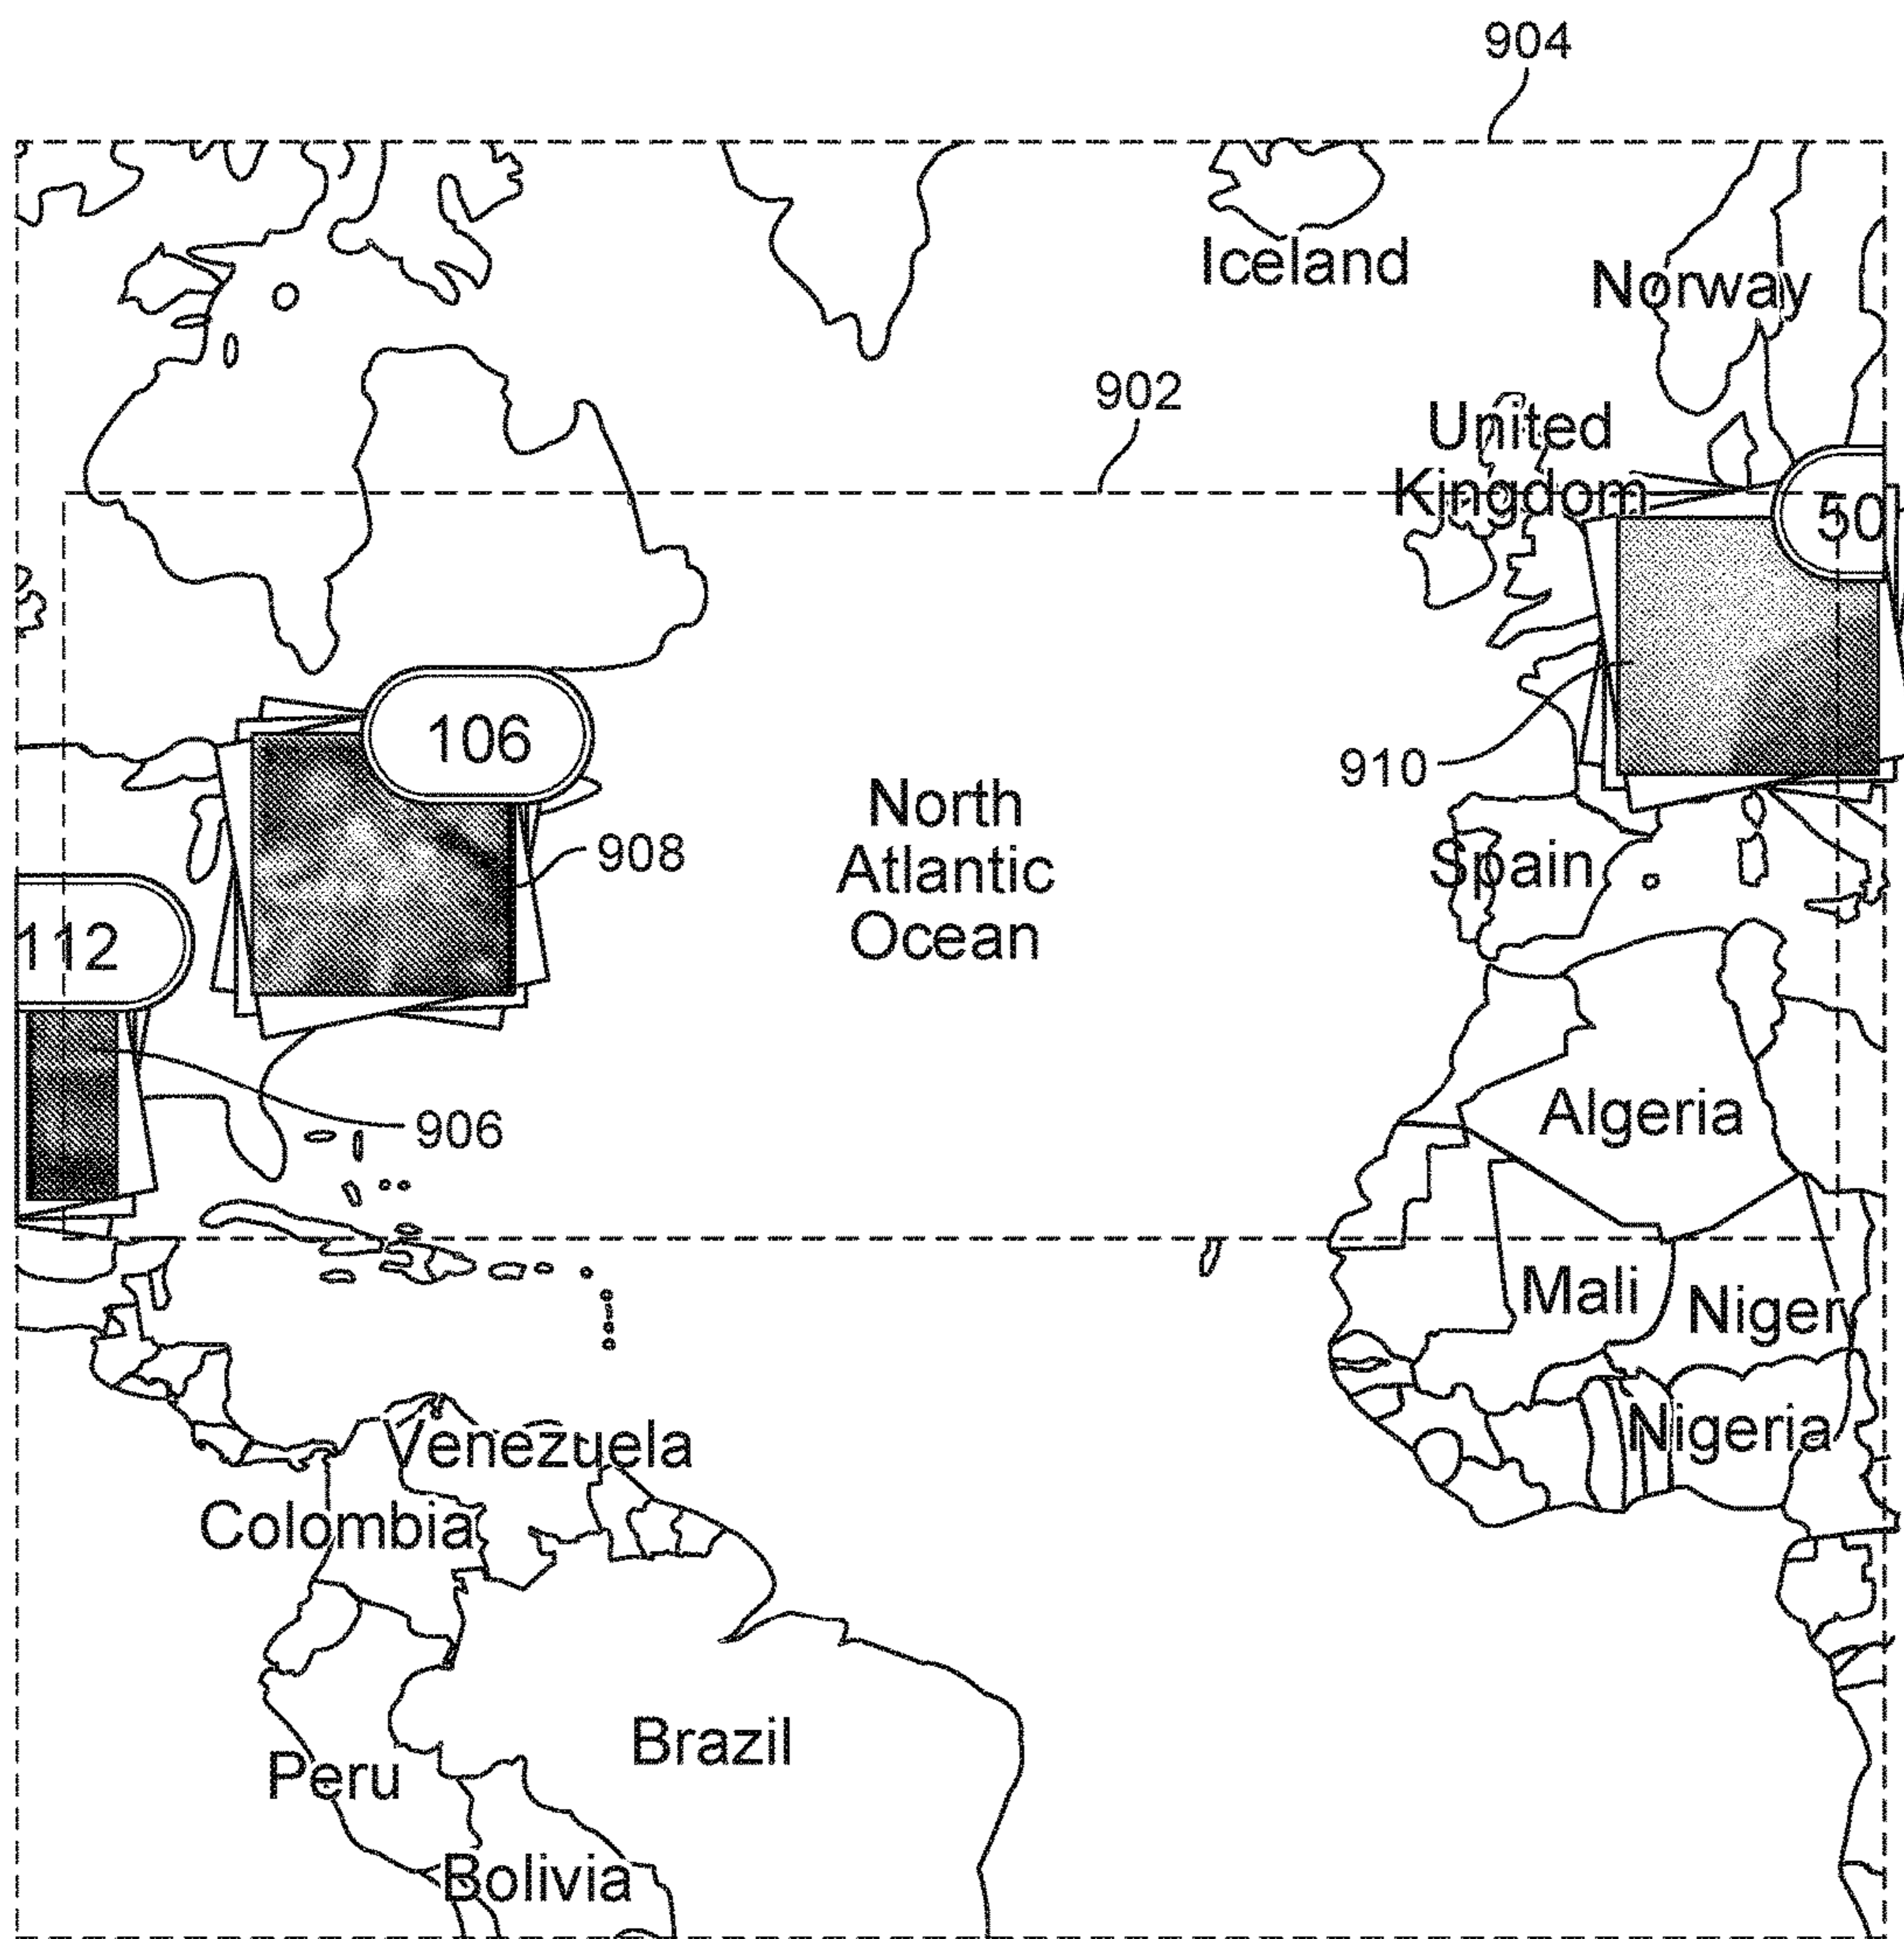 904
Iceland
Norway
902
United
Kingdom
50
106
910
North
Atlantic
Ocean
908
Spain
112
906
Algeria
Mali
Niger
Venezuela
Nigeria
Colombia
Brazil
Peru
Bolivia